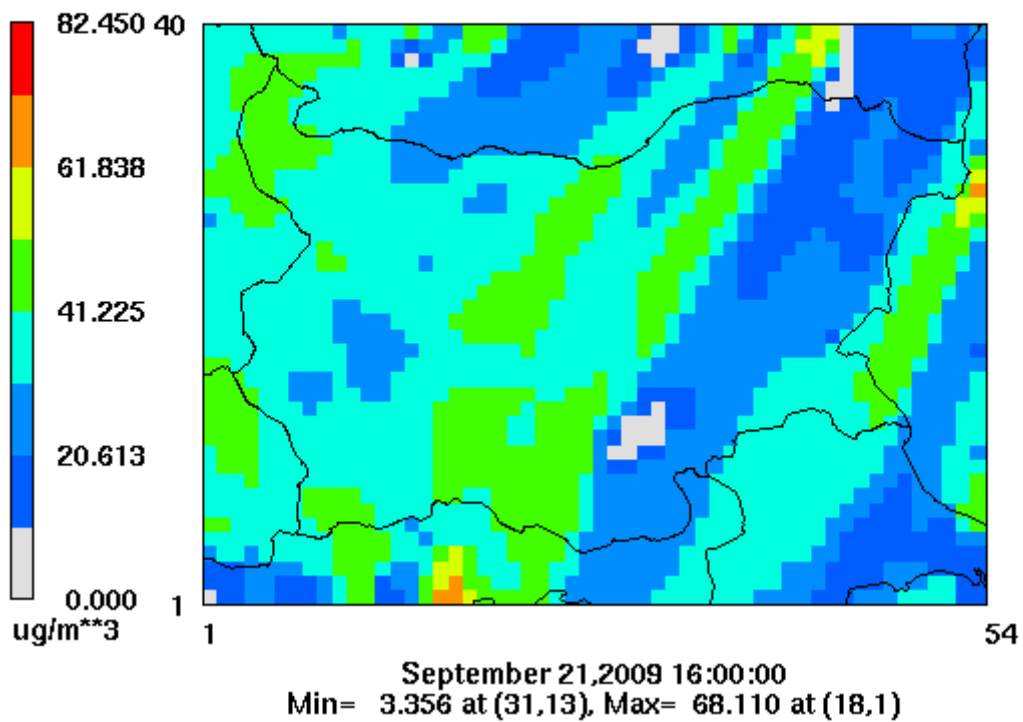 82.450 40
61.838
41.225
20.613
0.000 1
ug/m**3 1 54
September 21,2009 16:00:00
Min= 3.356 at (31,13), Max= 68.110 at (18,1)